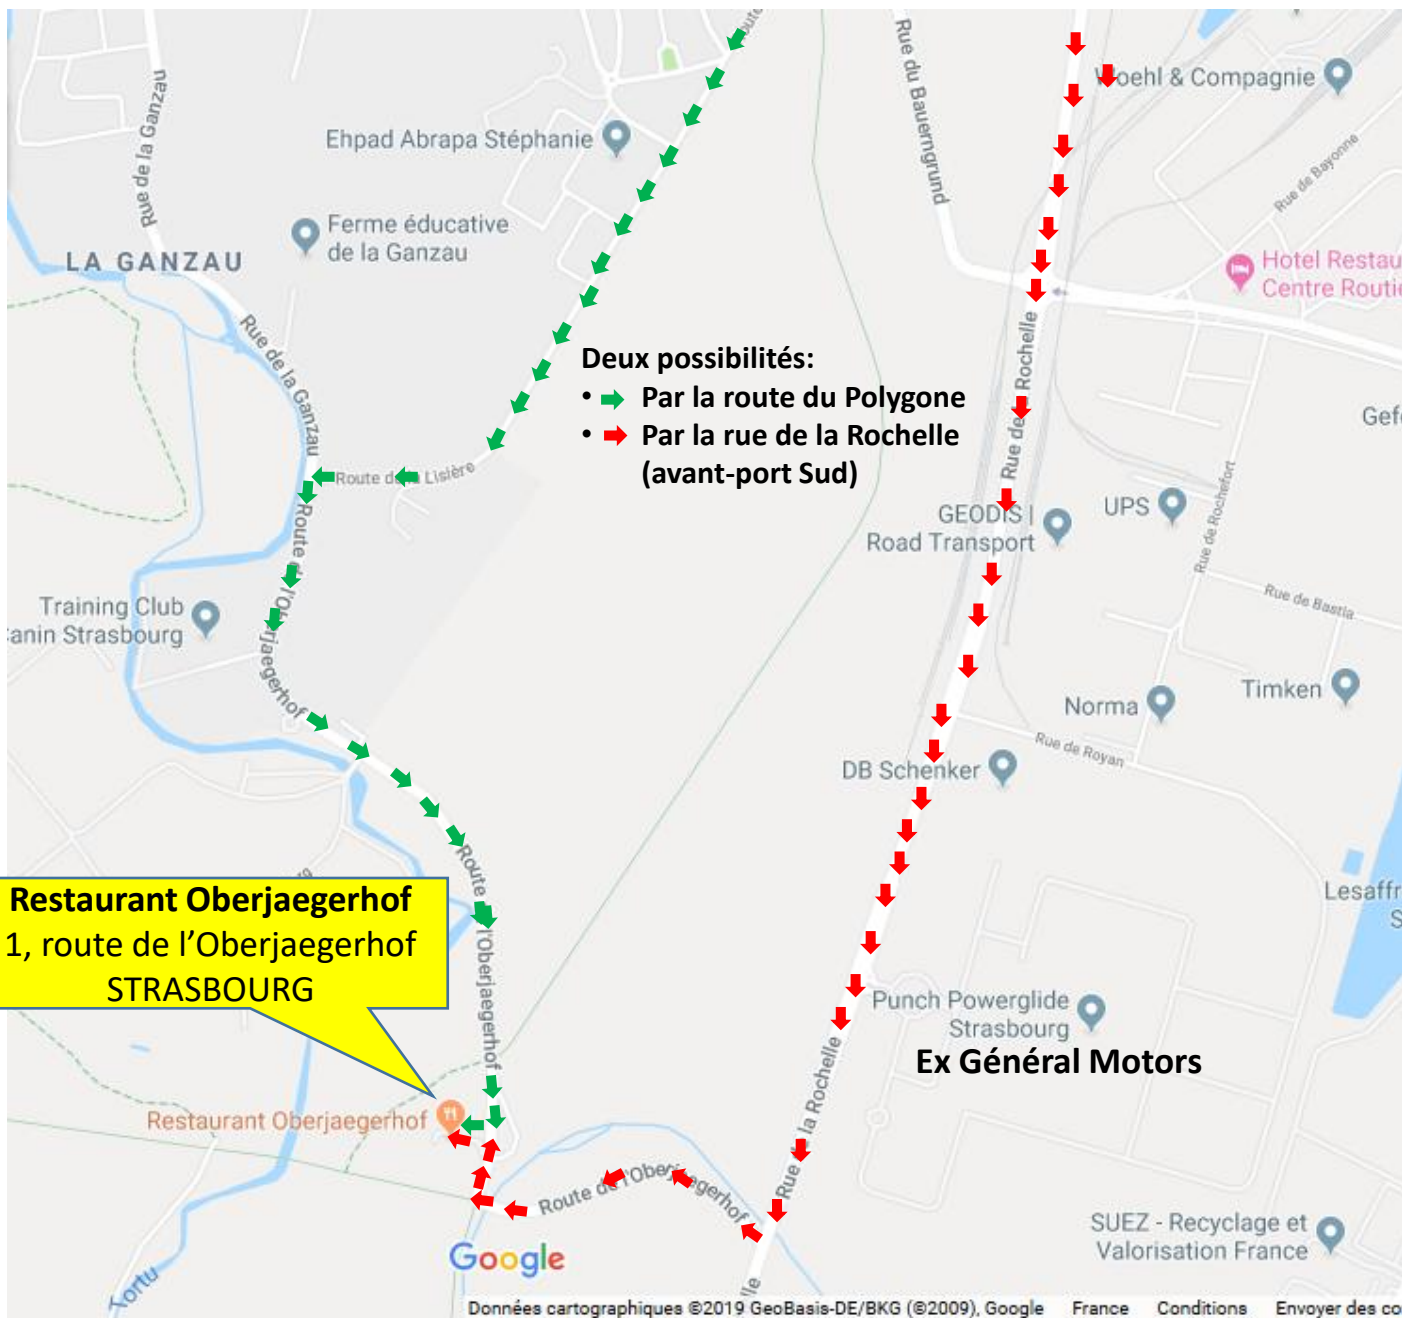 Route
Rue du Bauerngrund
Woehl & Compagnie
Rue de la Ganzau
Ehpad Abrapa Stéphanie
Rue de Bayonne
Ferme éducative
de la Ganzau
LA GANZAU
Hotel Restau
Centre Routie
Rue de la Ganzau
Deux possibilités:
• Par la route du Polygone
• Par la rue de la Rochelle
(avant-port Sud)
Rue de la Rochelle
Gef
Route de la Lisière
Rue de Rochefort
UPS
GEODIS |
Road Transport
Route de l'Oberjaegerhof
Rue de Bastia
Training Club
Canin Strasbourg
Timken
Norma
Rue de Royan
DB Schenker
Route de l'Oberjaegerhof
Restaurant Oberjaegerhof
1, route de l’Oberjaegerhof
STRASBOURG
Lesaffr
S
Punch Powerglide
Strasbourg
Ex Général Motors
Rue de la Rochelle
Restaurant Oberjaegerhof
Route de l'Oberjaegerhof
SUEZ - Recyclage et
Valorisation France
Google
Tortu
elle
Données cartographiques ©2019 GeoBasis-DE/BKG (©2009), Google France Conditions Envoyer des co